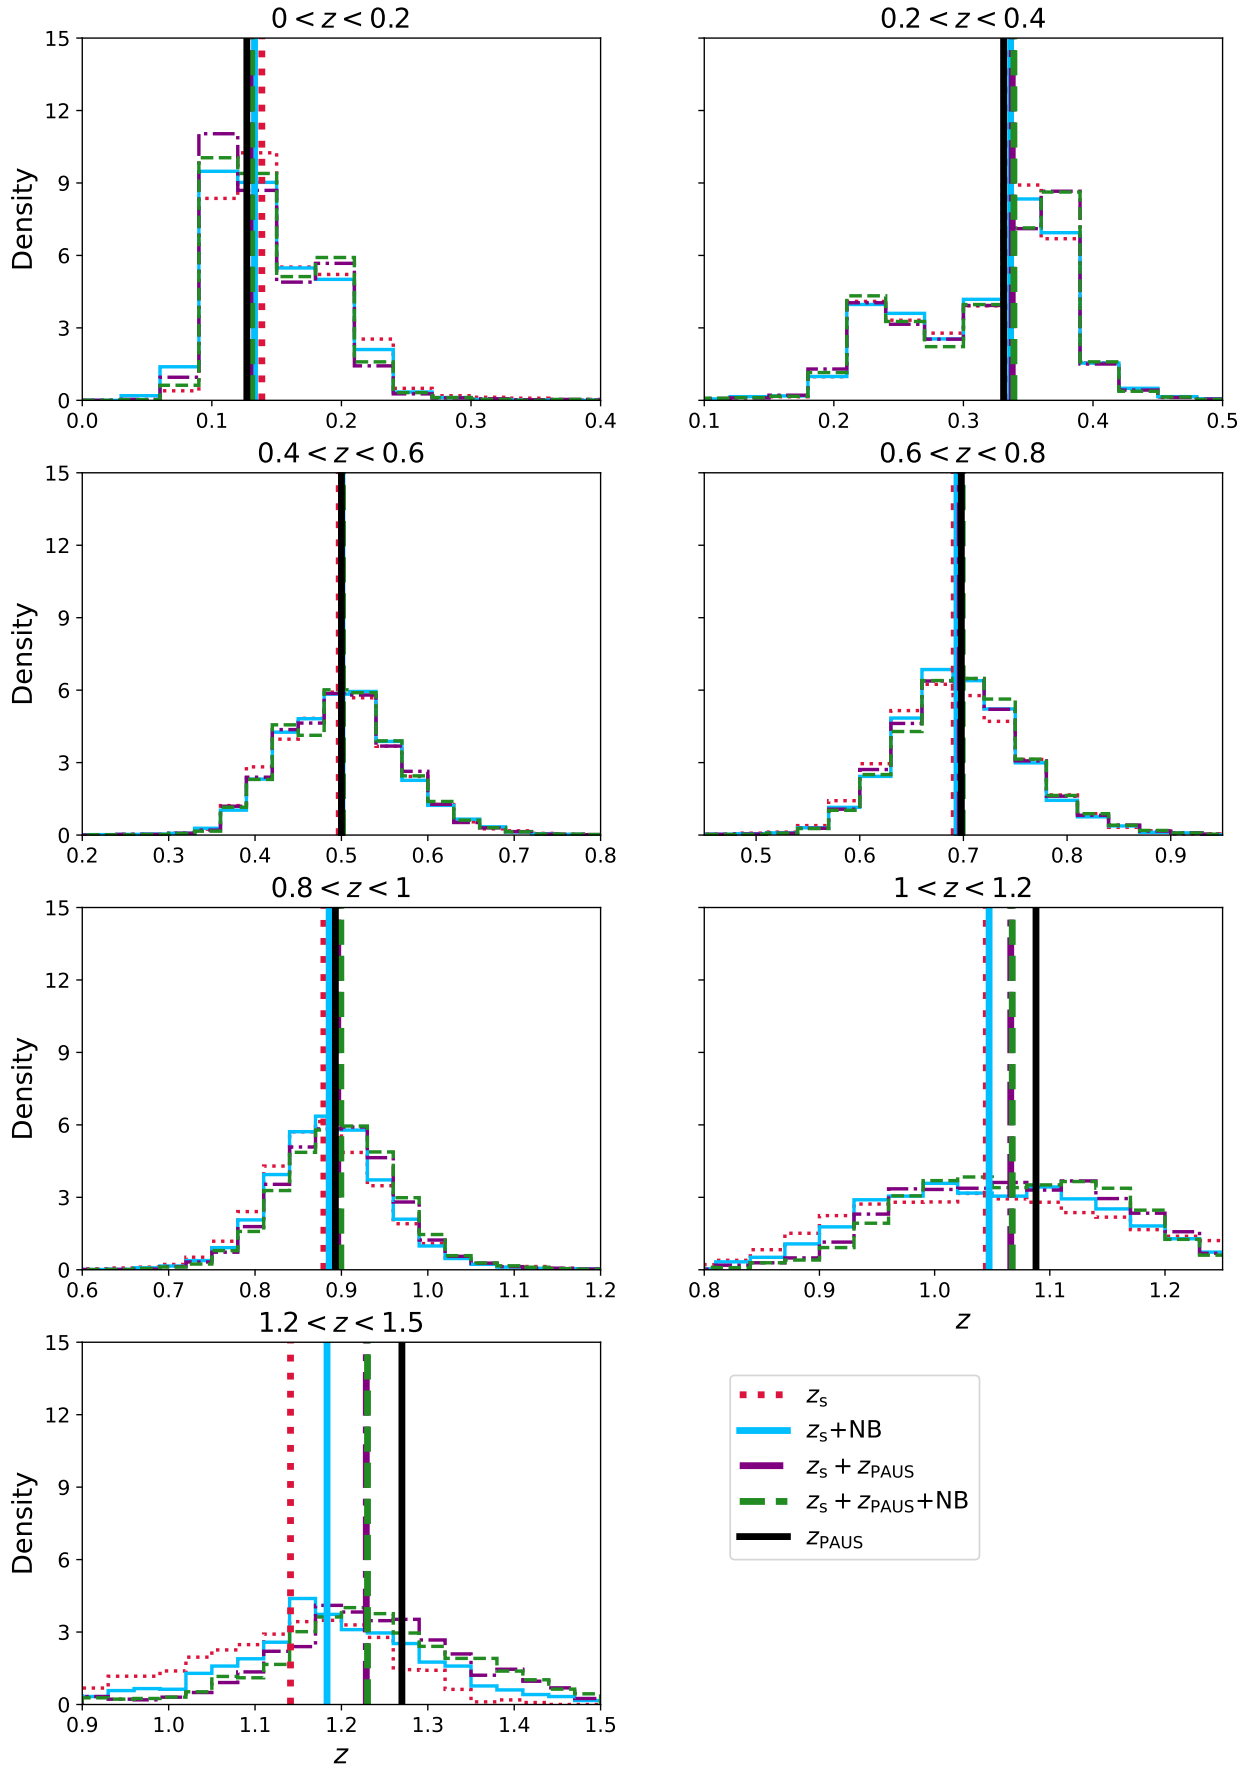 0 < z < 0.2
Density
15
12
9
6
3
0
0.0 0.1 0.2 0.3 0.4
0.2 < z < 0.4
0.1 0.2 0.3 0.4 0.5
0.4 < z < 0.6
Density
15
12
9
6
3
0
0.2 0.3 0.4 0.5 0.6 0.7 0.8
0.6 < z < 0.8
0.5 0.6 0.7 0.8 0.9
0.8 < z < 1
Density
15
12
9
6
3
0
0.6 0.7 0.8 0.9 1.0 1.1 1.2
1 < z < 1.2
0.8 0.9 1.0 1.1 1.2
z
1.2 < z < 1.5
Density
15
12
9
6
3
0
0.9 1.0 1.1 1.2 1.3 1.4 1.5
z
zs
zs+NB
zs + zPAUS
zs + zPAUS+NB
zPAUS